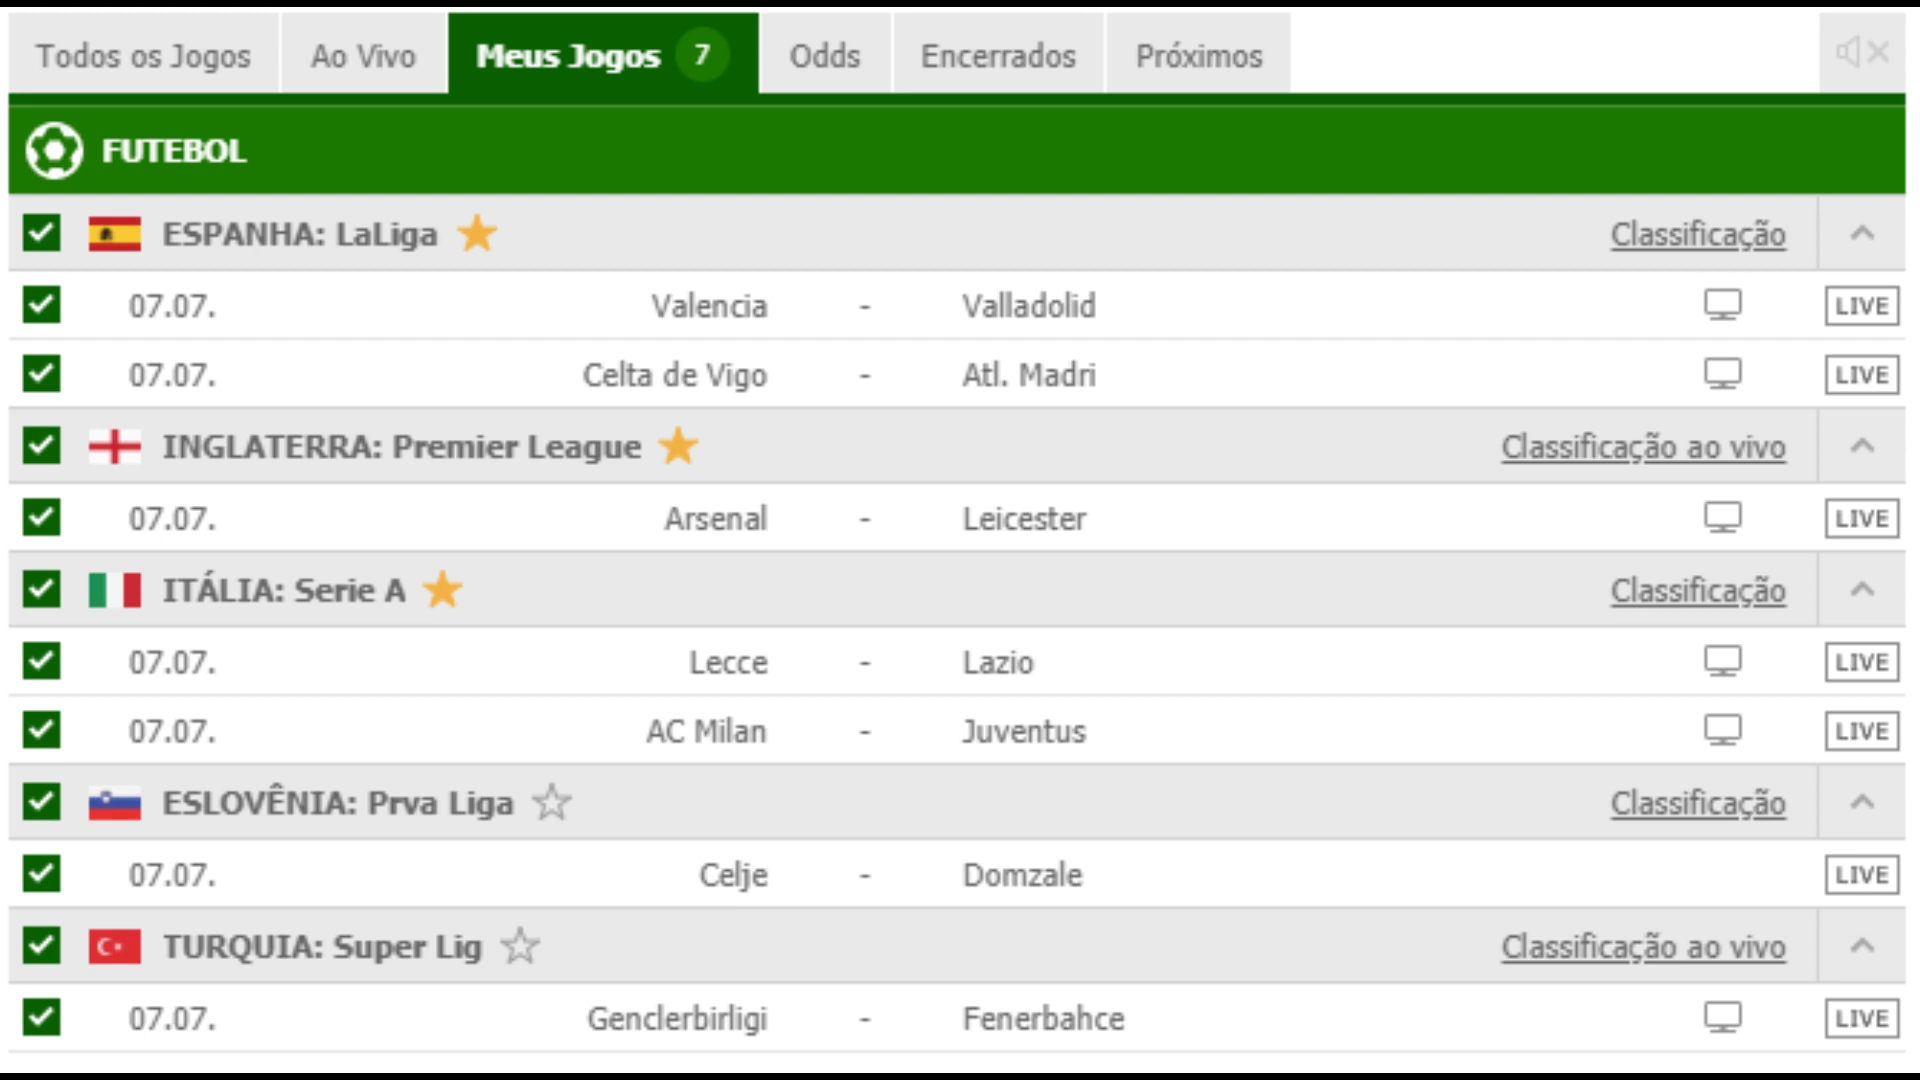 Todos os Jogos Ao Vivo Meus Jogos 7 Odds Encerrados Próximos
FUTEBOL
ESPANHA: LaLiga Classificação
07.07. Valencia - Valladolid LIVE
07.07. Celta de Vigo - Atl. Madri LIVE
INGLATERRA: Premier League Classificação ao vivo
07.07. Arsenal - Leicester LIVE
ITÁLIA: Serie A Classificação
07.07. Lecce - Lazio LIVE
07.07. AC Milan - Juventus LIVE
ESLOVÊNIA: Prva Liga Classificação
07.07. Celje - Domzale LIVE
TURQUIA: Super Lig Classificação ao vivo
07.07. Genclerbirligi - Fenerbahce LIVE